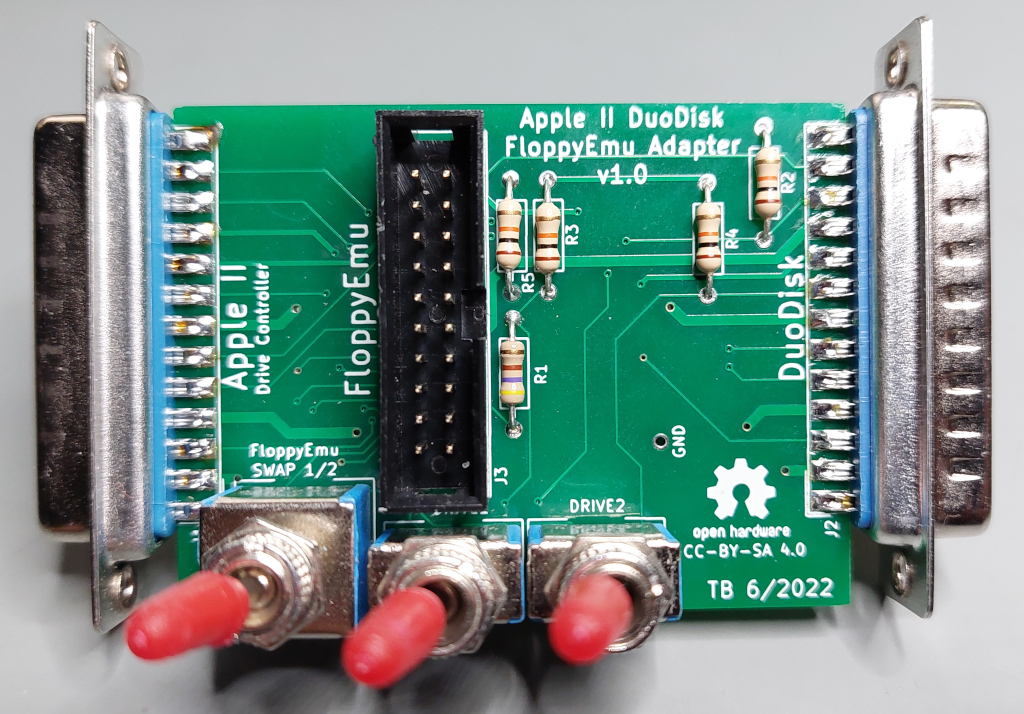 Apple II DuoDisk
FloppyEmu Adapter
v1.0
R2
R5
R3
R4
Apple II
Drive Controller
FloppyEmu
DuoDisk
R1
GND
FloppyEmu
SWAP 1/2
J3
DRIVE2
J2
open hardware
CC-BY-SA 4.0
TB 6/2022